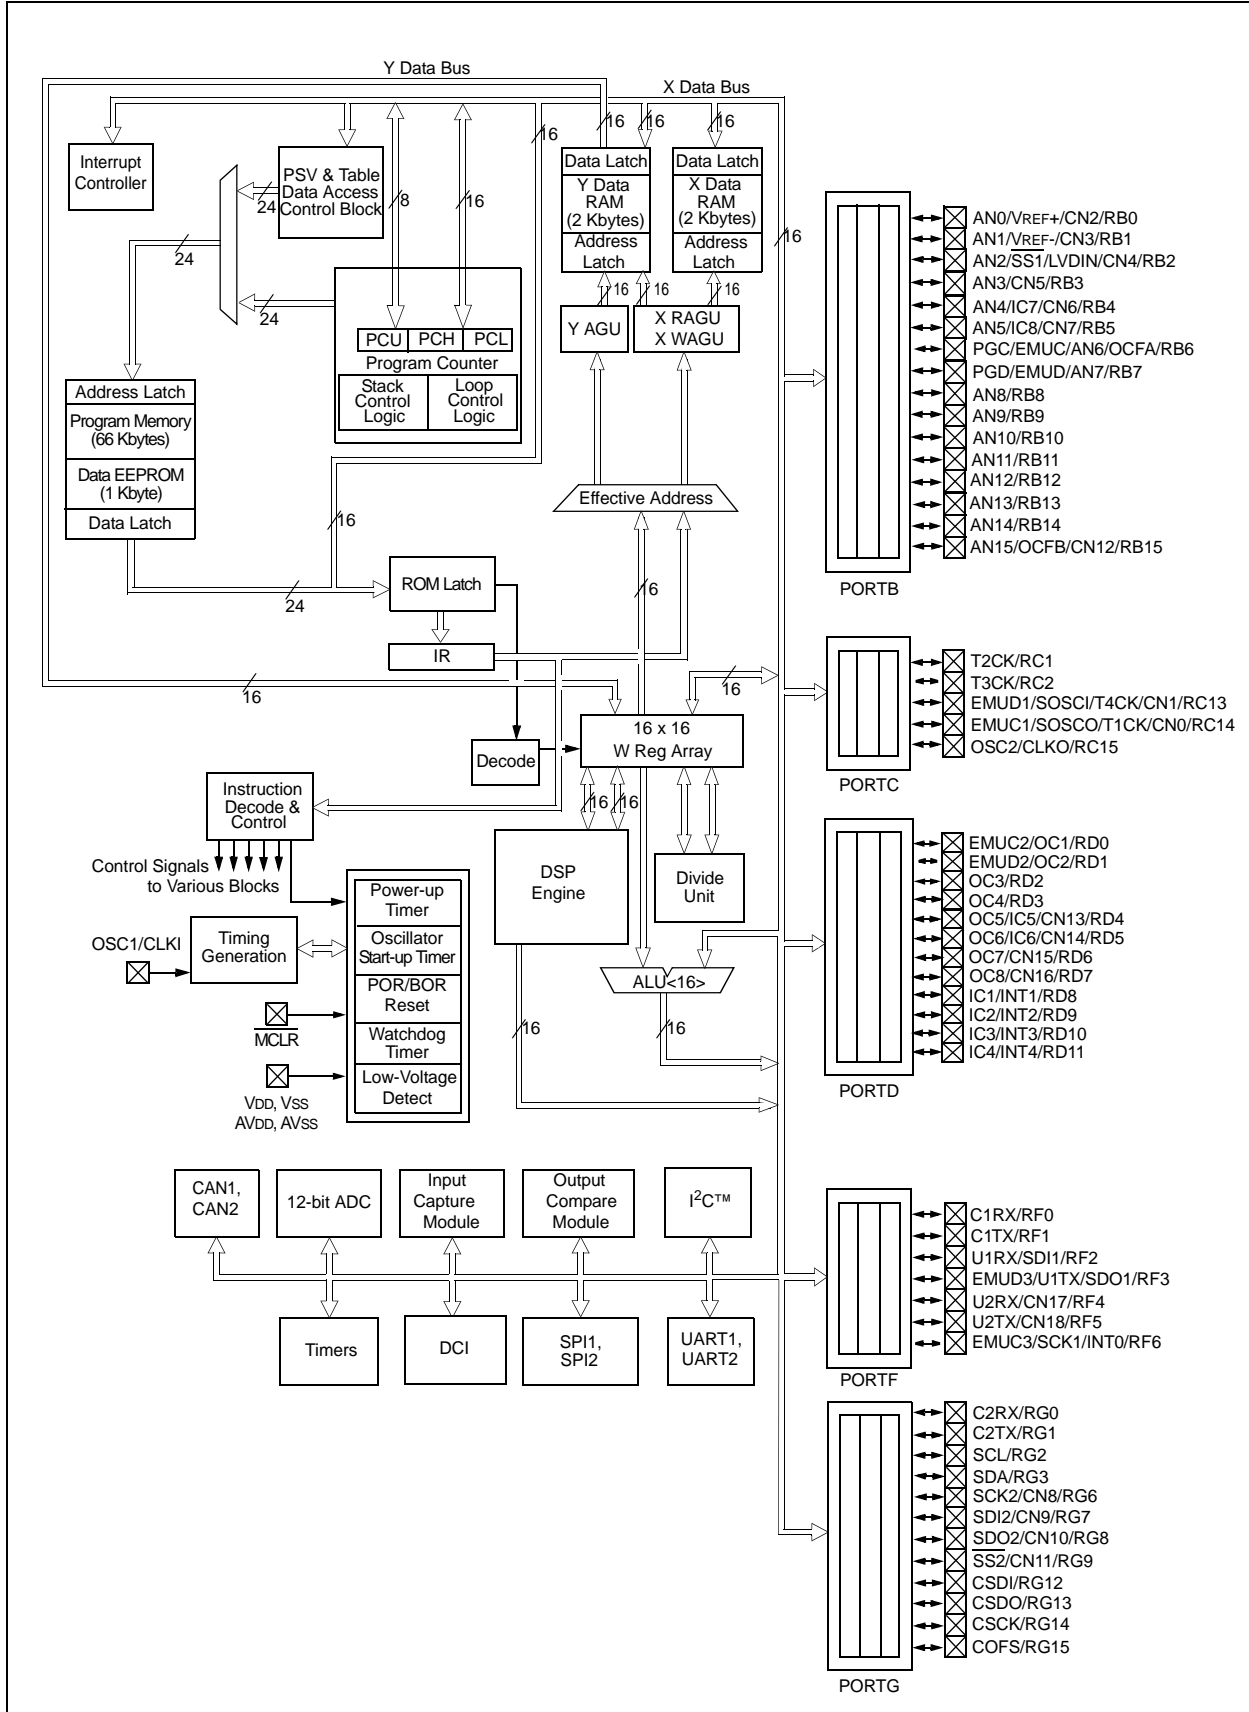 Y Data Bus
X Data Bus
16
16
16
16
Interrupt
Controller
PSV & Table
Data Access
Control Block
24
8
16
24
24
Data Latch
Y Data
RAM
(2 Kbytes)
Address
Latch
Data Latch
X Data
RAM
(2 Kbytes)
Address
Latch
16
16
16
16
Y AGU
X RAGU
X WAGU
PCU
PCH
PCL
Program Counter
Stack
Control
Logic
Loop
Control
Logic
Address Latch
Program Memory
(66 Kbytes)
Data EEPROM
(1 Kbyte)
Data Latch
Effective Address
16
24
ROM Latch
16
IR
16
16
16 x 16
W Reg Array
Decode
Instruction
Decode &
Control
16
16
Control Signals
to Various Blocks
DSP
Engine
Divide
Unit
Power-up
Timer
Oscillator
Start-up Timer
POR/BOR
Reset
Watchdog
Timer
Low-Voltage
Detect
OSC1/CLKI
Timing
Generation
MCLR
VDD, VSS
AVDD, AVSS
ALU<16>
16
16
CAN1,
CAN2
12-bit ADC
Input
Capture
Module
Output
Compare
Module
I2C™
Timers
DCI
SPI1,
SPI2
UART1,
UART2
AN0/VREF+/CN2/RB0
AN1/VREF-/CN3/RB1
AN2/SS1/LVDIN/CN4/RB2
AN3/CN5/RB3
AN4/IC7/CN6/RB4
AN5/IC8/CN7/RB5
PGC/EMUC/AN6/OCFA/RB6
PGD/EMUD/AN7/RB7
AN8/RB8
AN9/RB9
AN10/RB10
AN11/RB11
AN12/RB12
AN13/RB13
AN14/RB14
AN15/OCFB/CN12/RB15
PORTB
T2CK/RC1
T3CK/RC2
EMUD1/SOSCI/T4CK/CN1/RC13
EMUC1/SOSCO/T1CK/CN0/RC14
OSC2/CLKO/RC15
PORTC
EMUC2/OC1/RD0
EMUD2/OC2/RD1
OC3/RD2
OC4/RD3
OC5/IC5/CN13/RD4
OC6/IC6/CN14/RD5
OC7/CN15/RD6
OC8/CN16/RD7
IC1/INT1/RD8
IC2/INT2/RD9
IC3/INT3/RD10
IC4/INT4/RD11
PORTD
C1RX/RF0
C1TX/RF1
U1RX/SDI1/RF2
EMUD3/U1TX/SDO1/RF3
U2RX/CN17/RF4
U2TX/CN18/RF5
EMUC3/SCK1/INT0/RF6
PORTF
C2RX/RG0
C2TX/RG1
SCL/RG2
SDA/RG3
SCK2/CN8/RG6
SDI2/CN9/RG7
SDO2/CN10/RG8
SS2/CN11/RG9
CSDI/RG12
CSDO/RG13
CSCK/RG14
COFS/RG15
PORTG